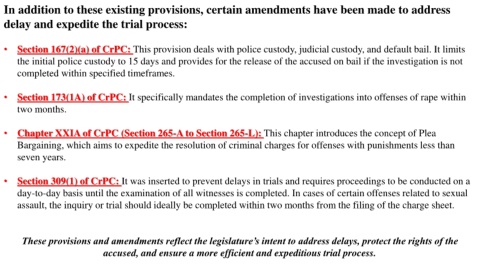 In addition to these existing provisions, certain amendments have been made to address
delay and expedite the trial process:
• Section 167(2)(a) of CrPC: This provision deals with police custody, judicial custody, and default bail. It limits
the initial police custody to 15 days and provides for the release of the accused on bail if the investigation is not
completed within specified timeframes.
• Section 173(1A) of CrPC: It specifically mandates the completion of investigations into offenses of rape within
two months.
• Chapter XXIA of CrPC (Section 265-A to Section 265-L): This chapter introduces the concept of Plea
Bargaining, which aims to expedite the resolution of criminal charges for offenses with punishments less than
seven years.
• Section 309(1) of CrPC: It was inserted to prevent delays in trials and requires proceedings to be conducted on a
day-to-day basis until the examination of all witnesses is completed. In cases of certain offenses related to sexual
assault, the inquiry or trial should ideally be completed within two months from the filing of the charge sheet.
These provisions and amendments reflect the legislature's intent to address delays, protect the rights of the
accused, and ensure a more efficient and expeditious trial process.